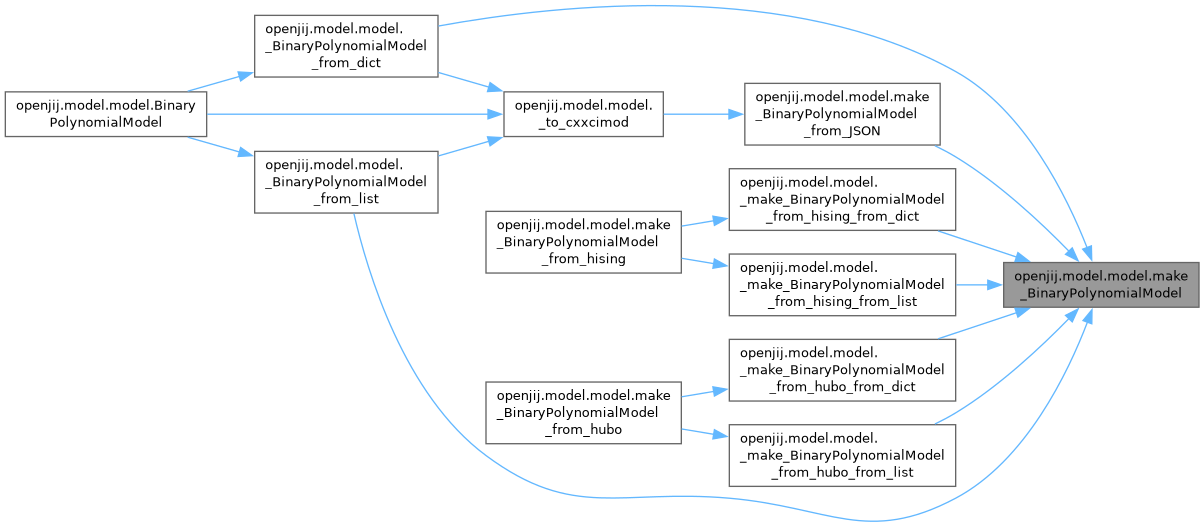 openjij.model.model.
_BinaryPolynomialModel
_from_dict
openjij.model.model.Binary
PolynomialModel
openjij.model.model.
_to_cxxcimod
openjij.model.model.make
_BinaryPolynomialModel
_from_JSON
openjij.model.model.
_BinaryPolynomialModel
_from_list
openjij.model.model.
_make_BinaryPolynomialModel
_from_hising_from_dict
openjij.model.model.make
_BinaryPolynomialModel
_from_hising
openjij.model.model.
_make_BinaryPolynomialModel
_from_hising_from_list
openjij.model.model.make
_BinaryPolynomialModel
openjij.model.model.
_make_BinaryPolynomialModel
_from_hubo_from_dict
openjij.model.model.make
_BinaryPolynomialModel
_from_hubo
openjij.model.model.
_make_BinaryPolynomialModel
_from_hubo_from_list